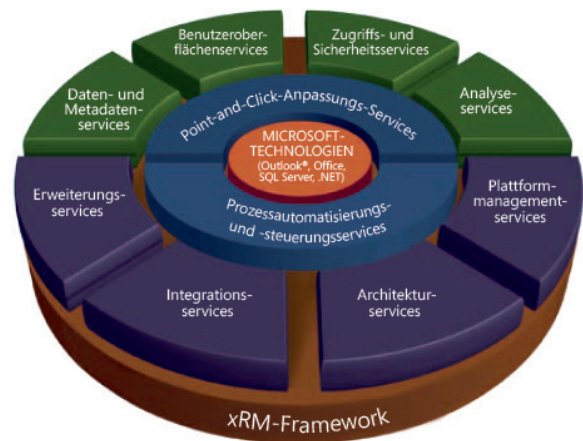 Benutzerober-
flächenservices
Zugriffs- und
Sicherheitsservices
Daten- und
Metadaten-
services
Analyse-
services
Point-and-Click-Anpassungs-Services
MICROSOFT-
TECHNOLOGIEN
(Outlook®, Office,
SQL Server, .NET)
Erweiterungs-
services
Plattform-
management-
services
Prozessautomatisierungs-
und -steuerungsservices
Integrations-
services
Architektur-
services
xRM-Framework